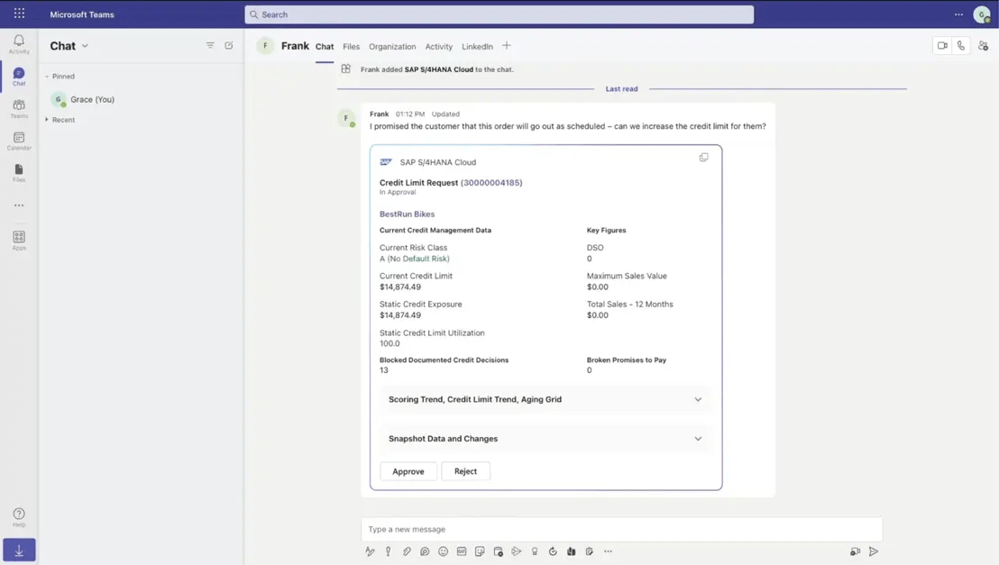 Microsoft Teams
Search
G
Activity
Chat
Teams
Calendar
Files
Apps
Help
Chat
Pinned
G
Grace (You)
Recent
F
Frank
Chat
Files
Organization
Activity
LinkedIn
Frank added SAP S/4HANA Cloud to the chat.
Last read
F
Frank 01:12 PM Updated
I promised the customer that this order will go out as scheduled – can we increase the credit limit for them?
SAP
SAP S/4HANA Cloud
Credit Limit Request (30000004185)
In Approval
BestRun Bikes
Current Credit Management Data
Key Figures
Current Risk Class
A (No Default Risk)
DSO
0
Current Credit Limit
$14,874.49
Maximum Sales Value
$0.00
Static Credit Exposure
$14,874.49
Total Sales - 12 Months
$0.00
Static Credit Limit Utilization
100.0
Blocked Documented Credit Decisions
13
Broken Promises to Pay
0
Scoring Trend, Credit Limit Trend, Aging Grid
Snapshot Data and Changes
Approve
Reject
Type a new message
GIF